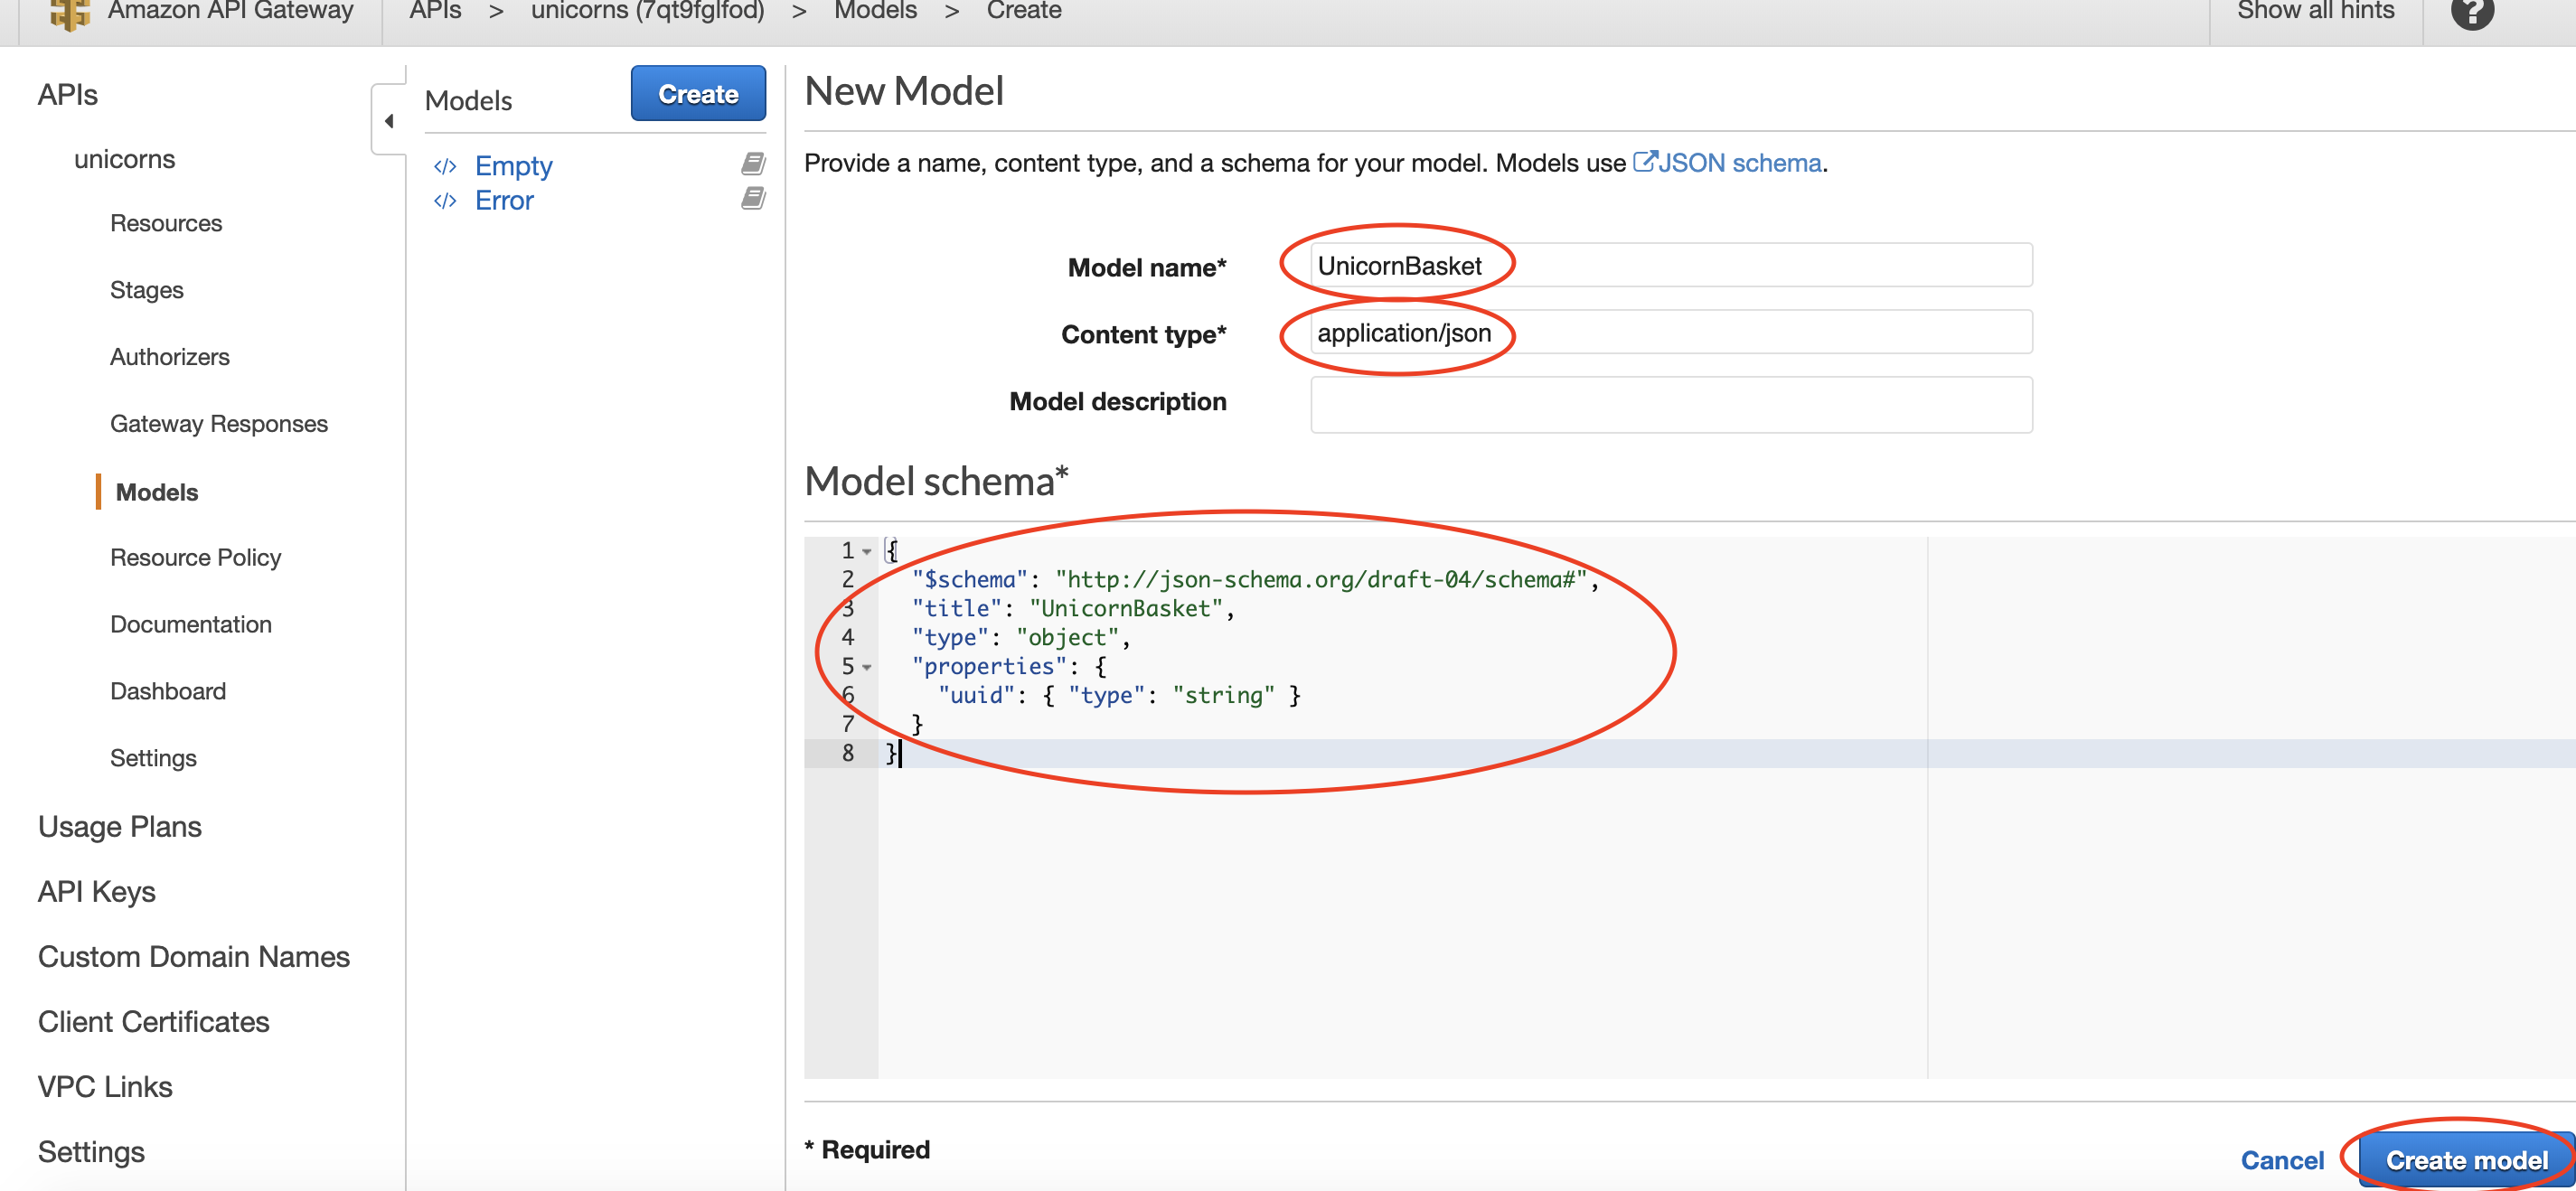 Amazon API Gateway
APIs > unicorns (7qt9fglfod) > Models > Create
Show all hints
?
APIs
unicorns
Resources
Stages
Authorizers
Gateway Responses
Models
Resource Policy
Documentation
Dashboard
Settings
Usage Plans
API Keys
Custom Domain Names
Client Certificates
VPC Links
Settings
Models
Create
</> Empty
</> Error
New Model
Provide a name, content type, and a schema for your model. Models use JSON schema.
Model name* UnicornBasket
Content type* application/json
Model description
Model schema*
1 {
2 "$schema": "http://json-schema.org/draft-04/schema#",
3 "title": "UnicornBasket",
4 "type": "object",
5 "properties": {
6 "uuid": { "type": "string" }
7 }
8 }
* Required
Cancel
Create model